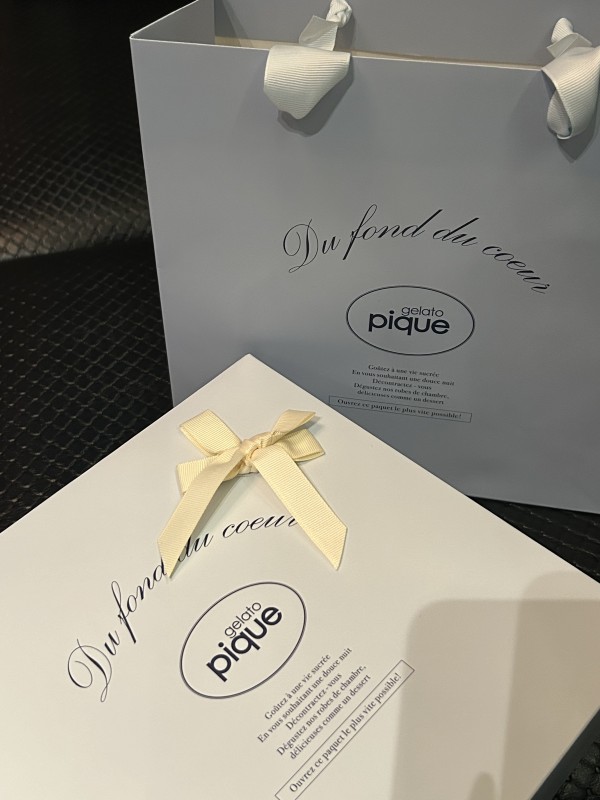 Du fond du coeur
gelato
pique
Goûtez à une vie sucrée
En vous souhaitant une douce nuit
Décontractez-vous
Dégustez nos robes de chambre,
délicieuses comme un dessert
Ouvrez ce paquet le plus vite possible!
Du fond du coeur
gelato
pique
Goûtez à une vie sucrée
En vous souhaitant une douce nuit
Décontractez-vous
Dégustez nos robes de chambre,
délicieuses comme un dessert
Ouvrez ce paquet le plus vite possible!